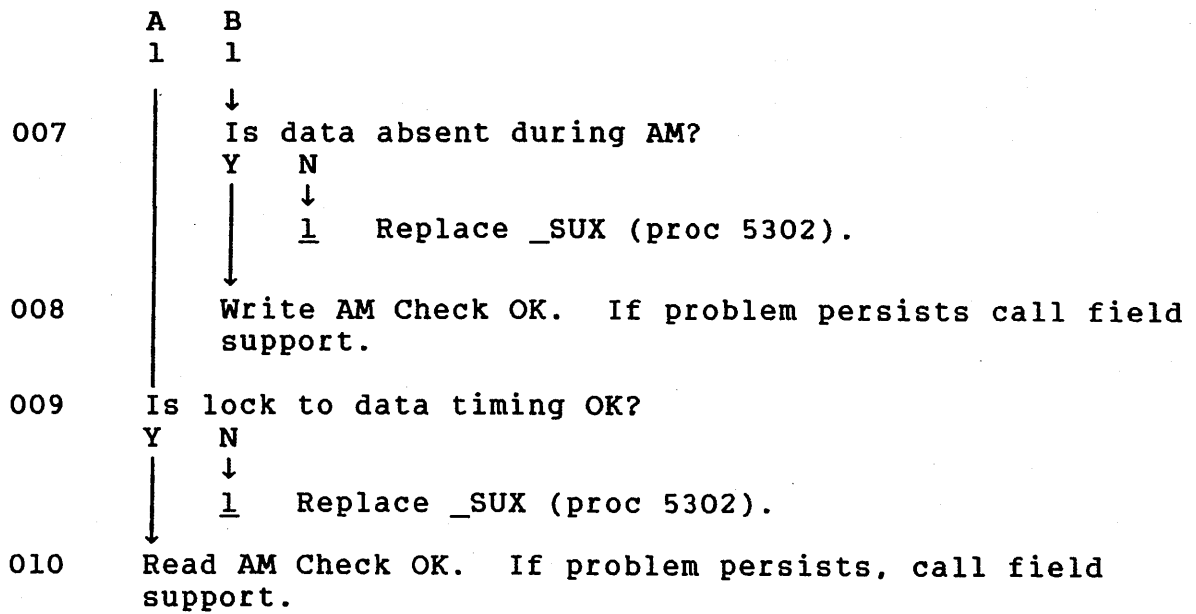 A B
1 1
↓
007 Is data absent during AM?
Y N
↓
1 Replace _SUX (proc 5302).
↓
008 Write AM Check OK. If problem persists call field
support.
009 Is lock to data timing OK?
Y N
↓
1 Replace _SUX (proc 5302).
↓
010 Read AM Check OK. If problem persists, call field
support.